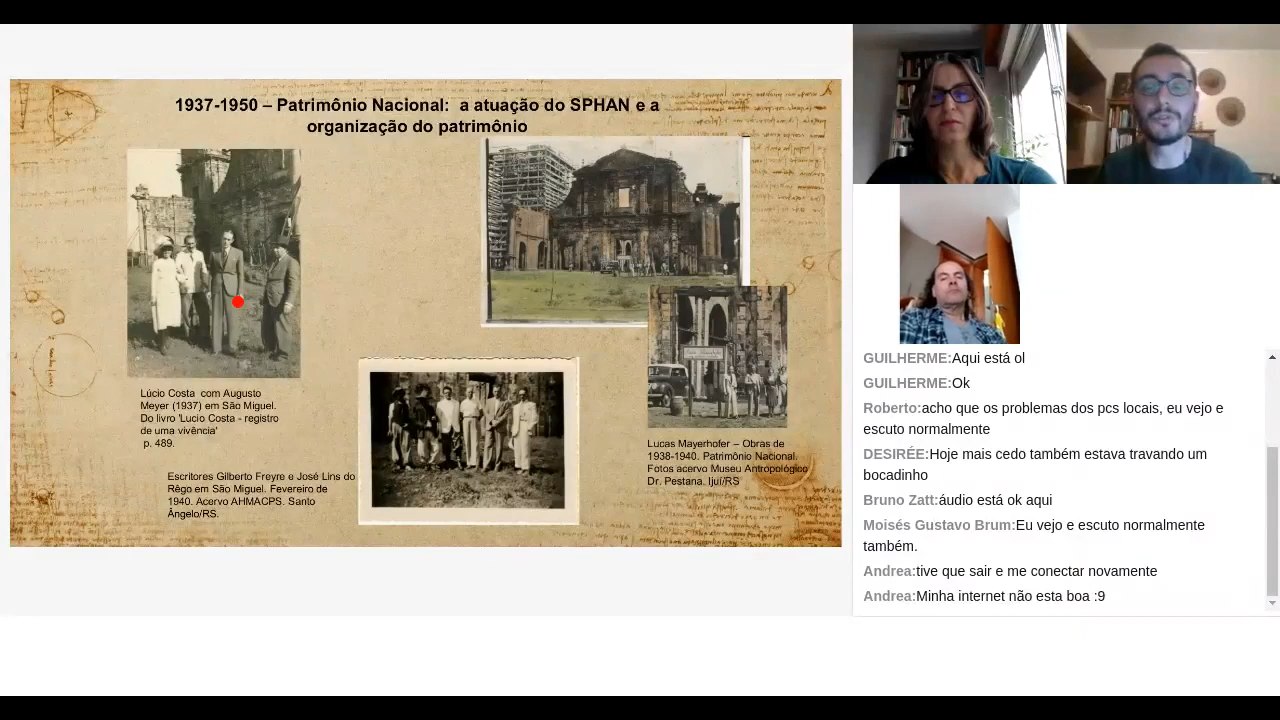 1937-1950 – Patrimônio Nacional: a atuação do SPHAN e a
organização do patrimônio
Lúcio Costa com Augusto
Meyer (1937) em São Miguel.
Do livro 'Lucio Costa - registro
de uma vivência'
p. 489.
Escritores Gilberto Freyre e José Lins do
Rêgo em São Miguel. Fevereiro de
1940. Acervo AHMACPS. Santo
Ângelo/RS.
Lucas Mayerhofer – Obras de
1938-1940. Patrimônio Nacional.
Fotos acervo Museu Antropológico
Dr. Pestana. Ijuí/RS
GUILHERME:Aqui está ol
GUILHERME:Ok
Roberto:acho que os problemas dos pcs locais, eu vejo e
escuto normalmente
DESIRÉE:Hoje mais cedo também estava travando um
bocadinho
Bruno Zatt:áudio está ok aqui
Moisés Gustavo Brum:Eu vejo e escuto normalmente
também.
Andrea:tive que sair e me conectar novamente
Andrea:Minha internet não esta boa :9